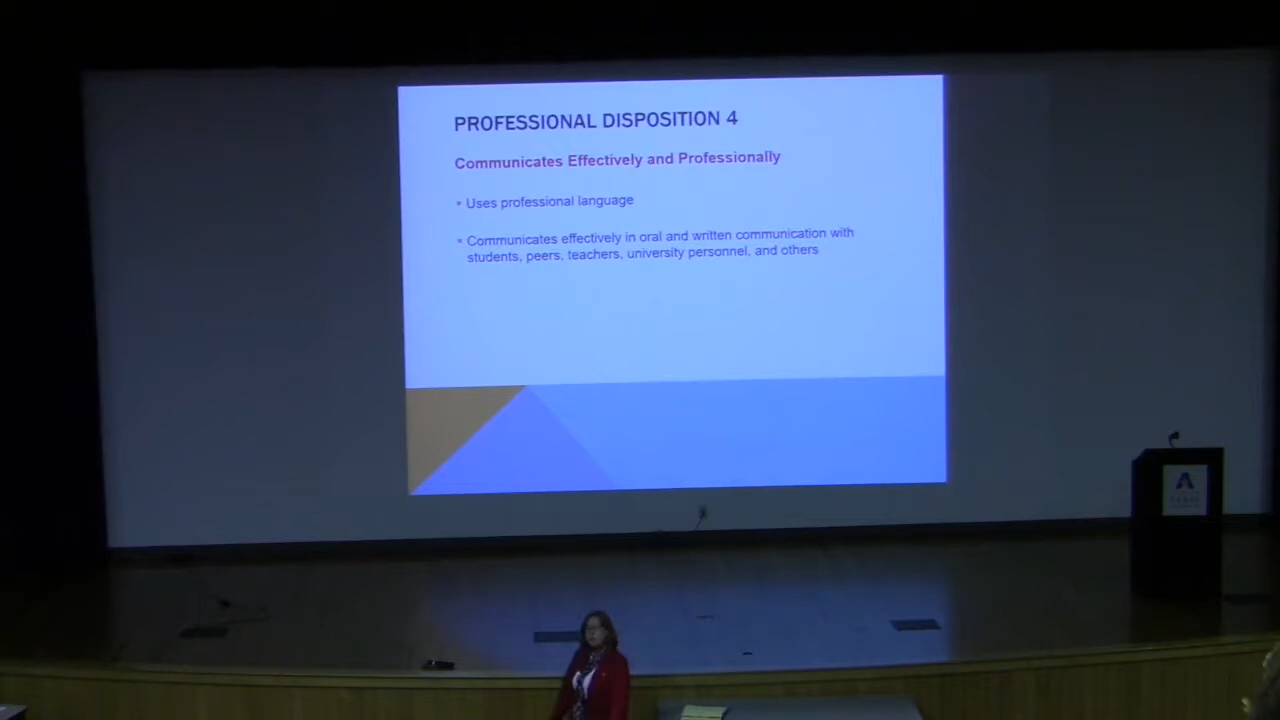 PROFESSIONAL DISPOSITION 4
Communicates Effectively and Professionally
• Uses professional language
• Communicates effectively in oral and written communication with
students, peers, teachers, university personnel, and others